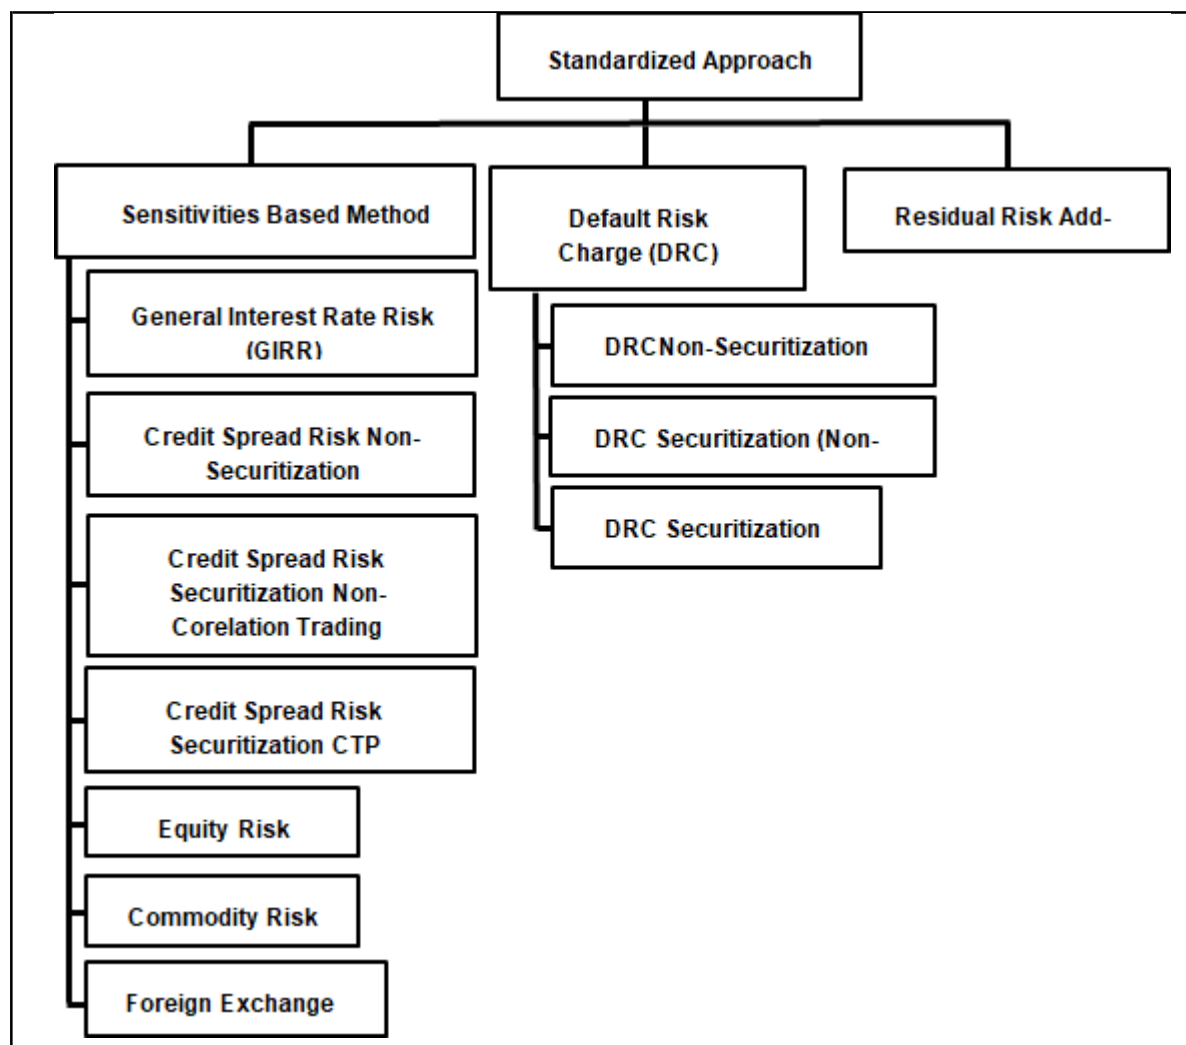 Standardized Approach
Sensitivities Based Method
General Interest Rate Risk
(GIRR)
Credit Spread Risk Non-
Securitization
Credit Spread Risk
Securitization Non-
Corelation Trading
Credit Spread Risk
Securitization CTP
Equity Risk
Commodity Risk
Foreign Exchange
Default Risk
Charge (DRC)
DRCNon-Securitization
DRC Securitization (Non-
DRC Securitization
Residual Risk Add-